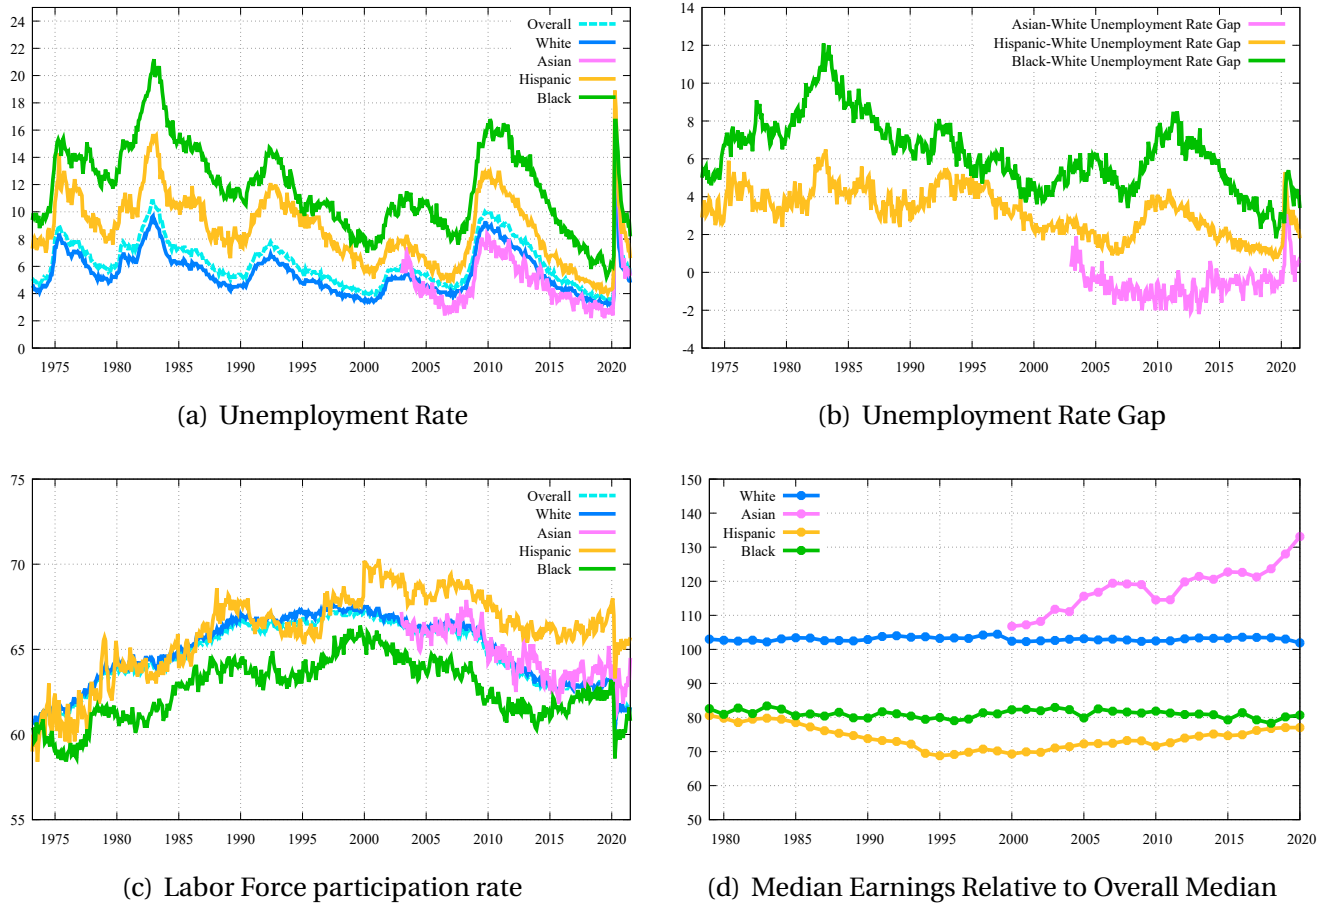 24
22
20
18
16
14
12
10
8
6
4
2
0
1975 1980 1985 1990 1995 2000 2005 2010 2015 2020
Overall
White
Asian
Hispanic
Black
(a) Unemployment Rate
14
12
10
8
6
4
2
0
-2
-4
1975 1980 1985 1990 1995 2000 2005 2010 2015 2020
Asian-White Unemployment Rate Gap
Hispanic-White Unemployment Rate Gap
Black-White Unemployment Rate Gap
(b) Unemployment Rate Gap
75
70
65
60
55
1975 1980 1985 1990 1995 2000 2005 2010 2015 2020
Overall
White
Asian
Hispanic
Black
(c) Labor Force participation rate
150
140
130
120
110
100
90
80
70
60
50
1980 1985 1990 1995 2000 2005 2010 2015 2020
White
Asian
Hispanic
Black
(d) Median Earnings Relative to Overall Median